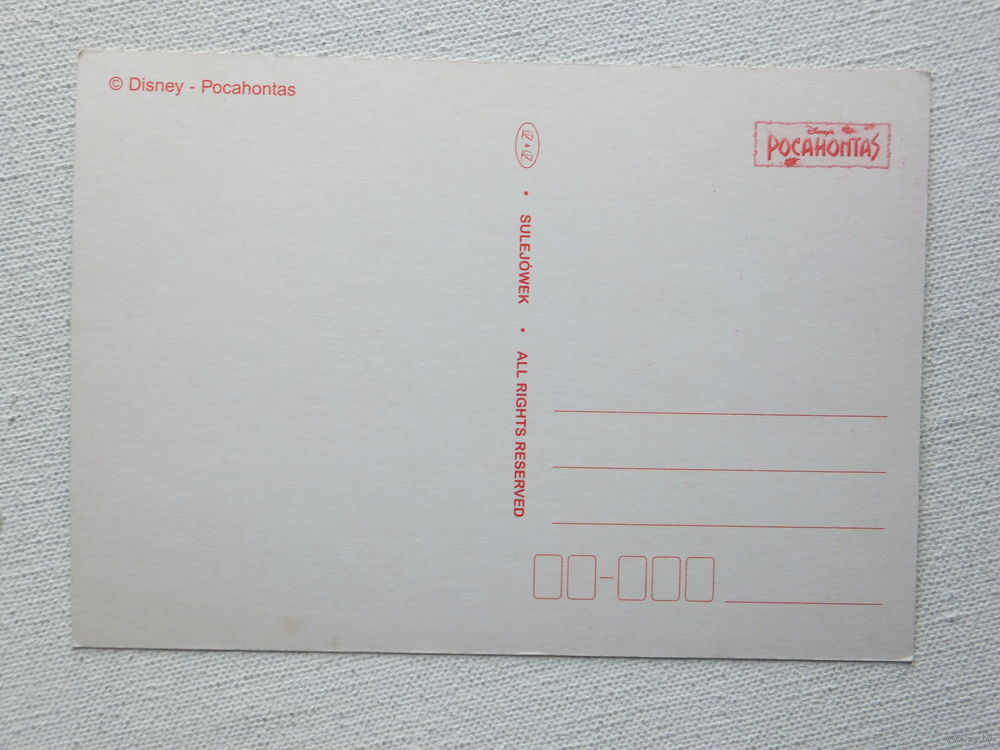 © Disney - Pocahontas
Disney's
POCAHONTAS
R & R • SULEJÓWEK • ALL RIGHTS RESERVED